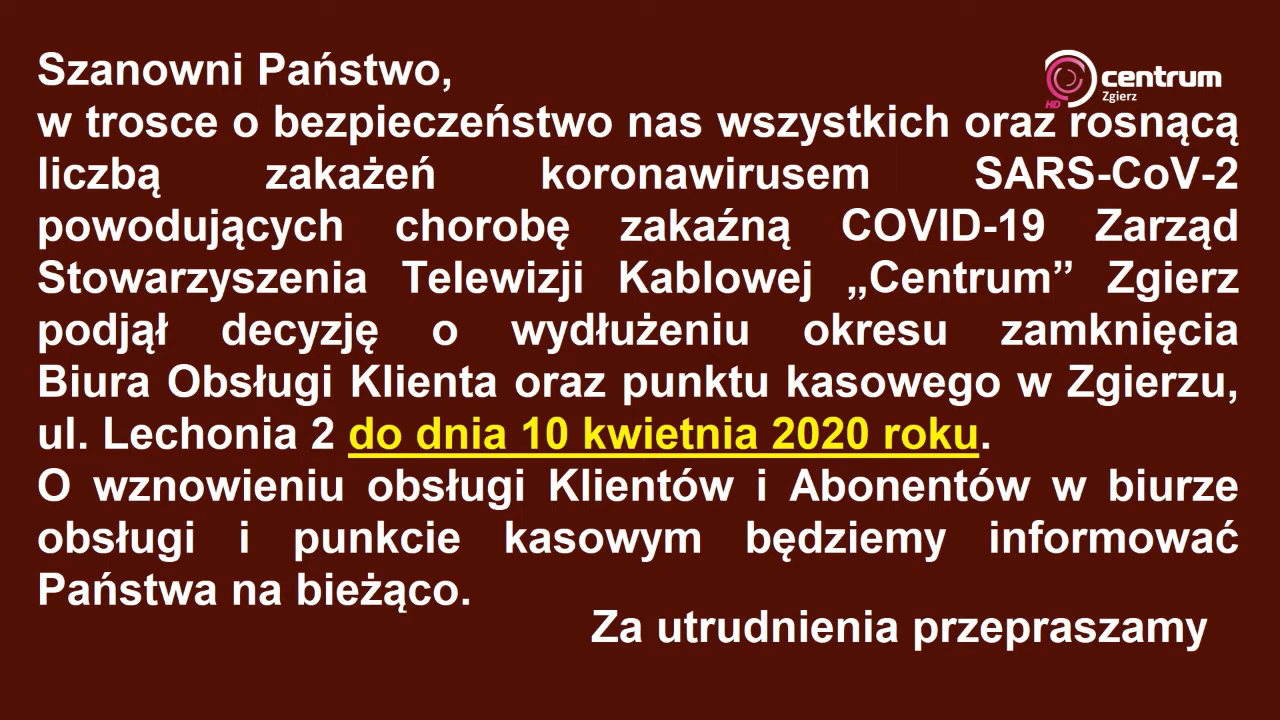 Szanowni Państwo,
centrum
Zgierz
HD
w trosce o bezpieczeństwo nas wszystkich oraz rosnącą
liczbą zakażeń koronawirusem SARS-CoV-2
powodujących chorobę zakaźną COVID-19 Zarząd
Stowarzyszenia Telewizji Kablowej „Centrum” Zgierz
podjął decyzję o wydłużeniu okresu zamknięcia
Biura Obsługi Klienta oraz punktu kasowego w Zgierzu,
ul. Lechonia 2 do dnia 10 kwietnia 2020 roku.
O wznowieniu obsługi Klientów i Abonentów w biurze
obsługi i punkcie kasowym będziemy informować
Państwa na bieżąco.
Za utrudnienia przepraszamy